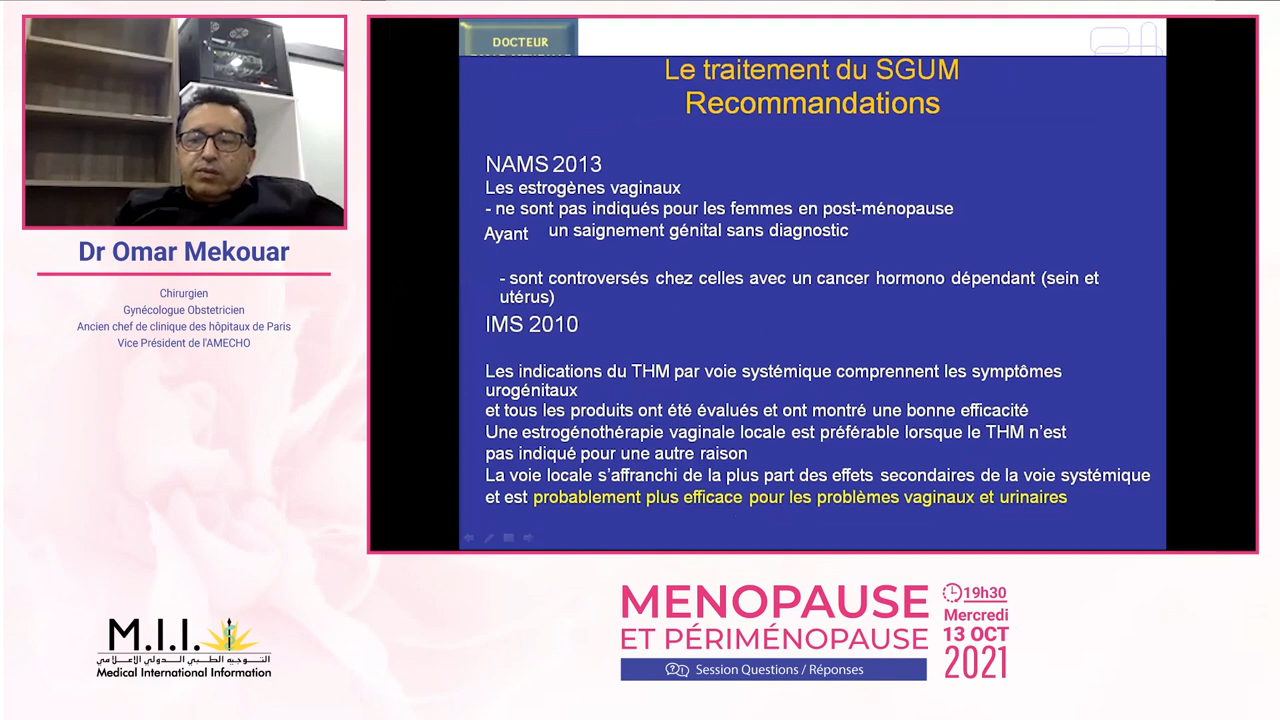 DOCTEUR
Le traitement du SGUM
Recommandations
NAMS 2013
Les estrogènes vaginaux
- ne sont pas indiqués pour les femmes en post-ménopause
Ayant un saignement génital sans diagnostic
- sont controversés chez celles avec un cancer hormono dépendant (sein et
utérus)
IMS 2010
Les indications du THM par voie systémique comprennent les symptômes
urogénitaux
et tous les produits ont été évalués et ont montré une bonne efficacité
Une estrogénothérapie vaginale locale est préférable lorsque le THM n’est
pas indiqué pour une autre raison
La voie locale s’affranchi de la plus part des effets secondaires de la voie systémique
et est probablement plus efficace pour les problèmes vaginaux et urinaires
Dr Omar Mekouar
Chirurgien
Gynécologue Obstetricien
Ancien chef de clinique des hôpitaux de Paris
Vice Président de l'AMECHO
M.I.I.
التوجيه الطبي الدولي الإعلامي
Medical International Information
MENOPAUSE
ET PÉRIMÉNOPAUSE
Session Questions / Réponses
19h30
Mercredi
13 OCT
2021